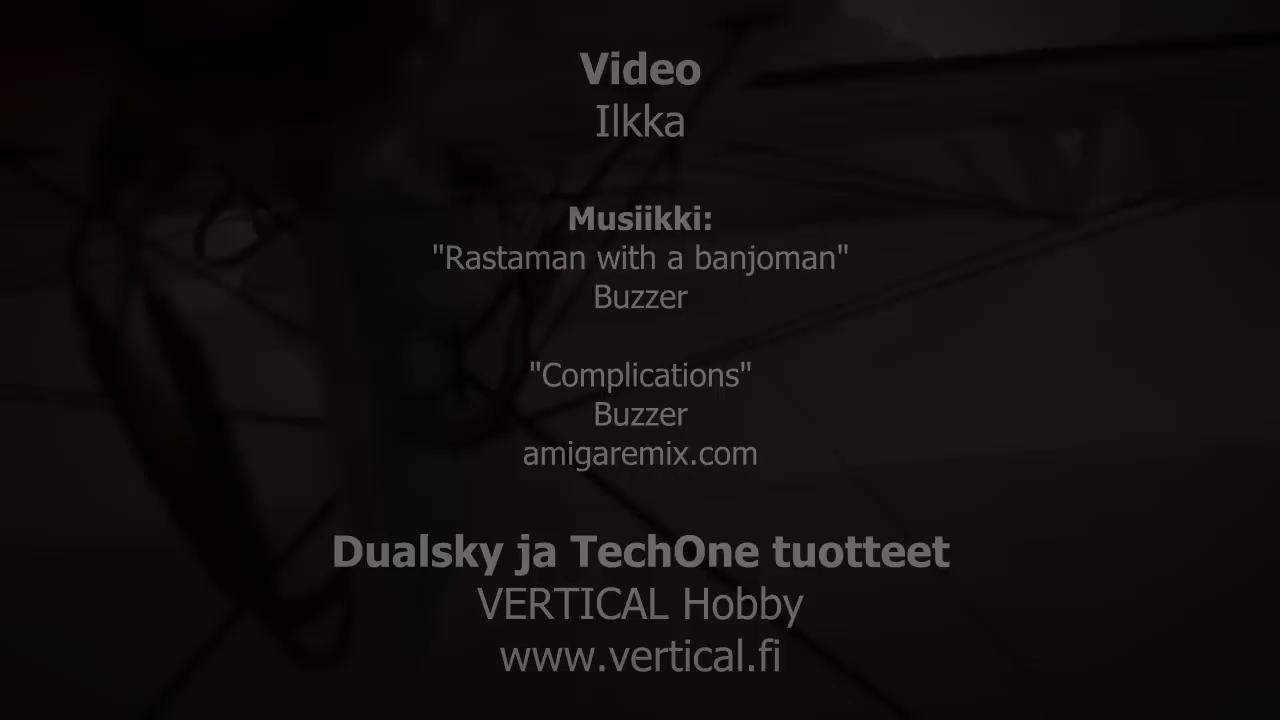 Video
Ilkka
Musiikki:
"Rastaman with a banjoman"
Buzzer
"Complications"
Buzzer
amigaremix.com
Dualsky ja TechOne tuotteet
VERTICAL Hobby
www.vertical.fi